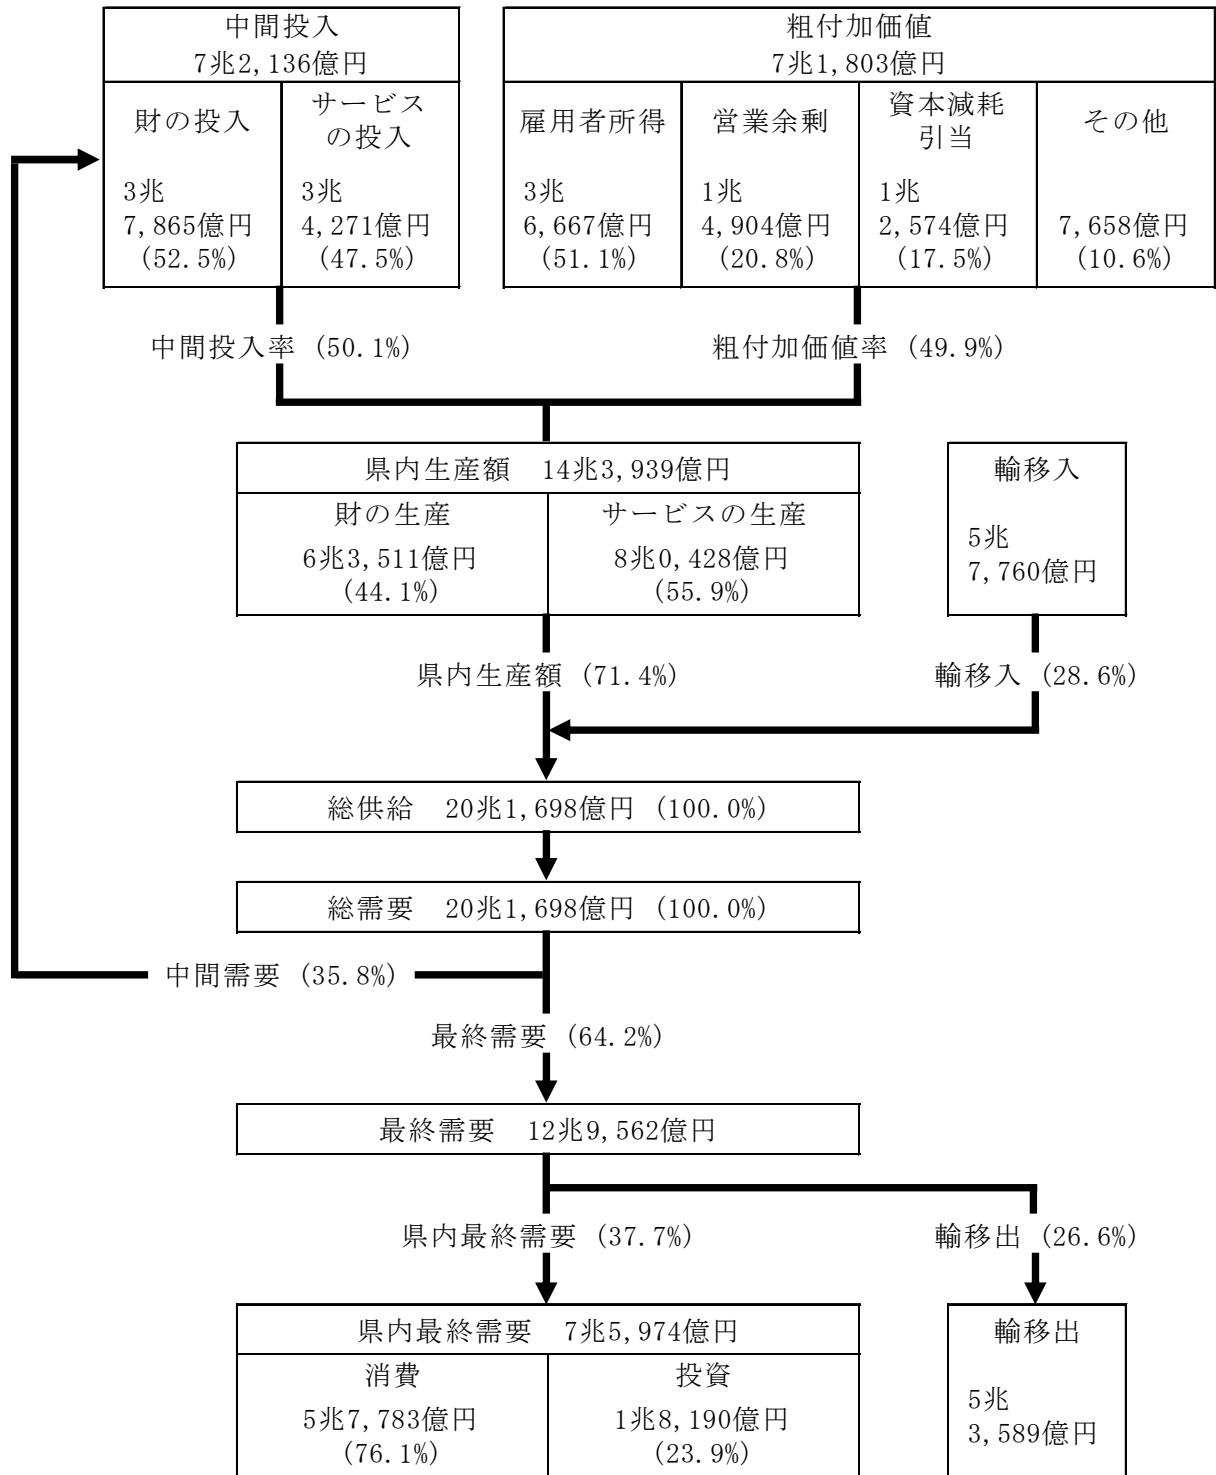 中間投入
7兆2,136億円
財の投入
3兆
7,865億円
(52.5%)
サービス
の投入
3兆
4,271億円
(47.5%)
粗付加価値
7兆1,803億円
雇用者所得
3兆
6,667億円
(51.1%)
営業余剰
1兆
4,904億円
(20.8%)
資本減耗
引当
1兆
2,574億円
(17.5%)
その他
7,658億円
(10.6%)
中間投入率 (50.1%)
粗付加価値率 (49.9%)
県内生産額　14兆3,939億円
財の生産
6兆3,511億円
(44.1%)
サービスの生産
8兆0,428億円
(55.9%)
輸移入
5兆
7,760億円
県内生産額 (71.4%)
輸移入 (28.6%)
総供給　20兆1,698億円 (100.0%)
総需要　20兆1,698億円 (100.0%)
中間需要 (35.8%)
最終需要 (64.2%)
最終需要　12兆9,562億円
県内最終需要 (37.7%)
輸移出 (26.6%)
県内最終需要　7兆5,974億円
消費
5兆7,783億円
(76.1%)
投資
1兆8,190億円
(23.9%)
輸移出
5兆
3,589億円